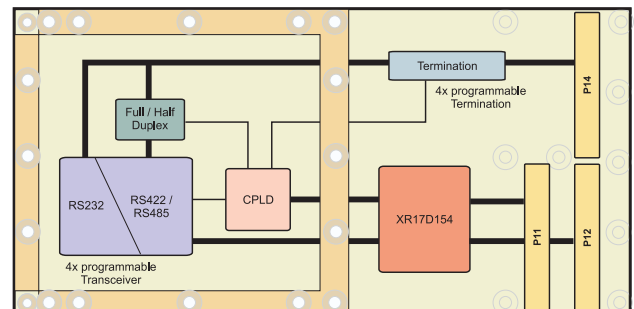 Termination
4x programmable
Termination
P14
Full / Half
Duplex
RS232
RS422 /
RS485
CPLD
XR17D154
P11
P12
4x programmable
Transceiver